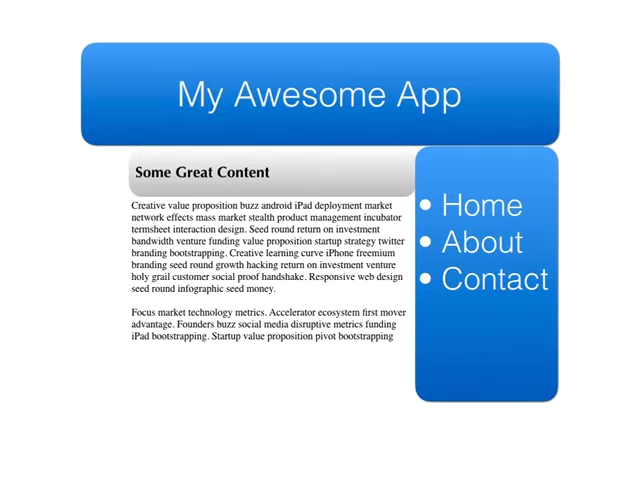 My Awesome App
Some Great Content
Creative value proposition buzz android iPad deployment market
network effects mass market stealth product management incubator
termsheet interaction design. Seed round return on investment
bandwidth venture funding value proposition startup strategy twitter
branding bootstrapping. Creative learning curve iPhone freemium
branding seed round growth hacking return on investment venture
holy grail customer social proof handshake. Responsive web design
seed round infographic seed money.
Focus market technology metrics. Accelerator ecosystem first mover
advantage. Founders buzz social media disruptive metrics funding
iPad bootstrapping. Startup value proposition pivot bootstrapping
• Home
• About
• Contact